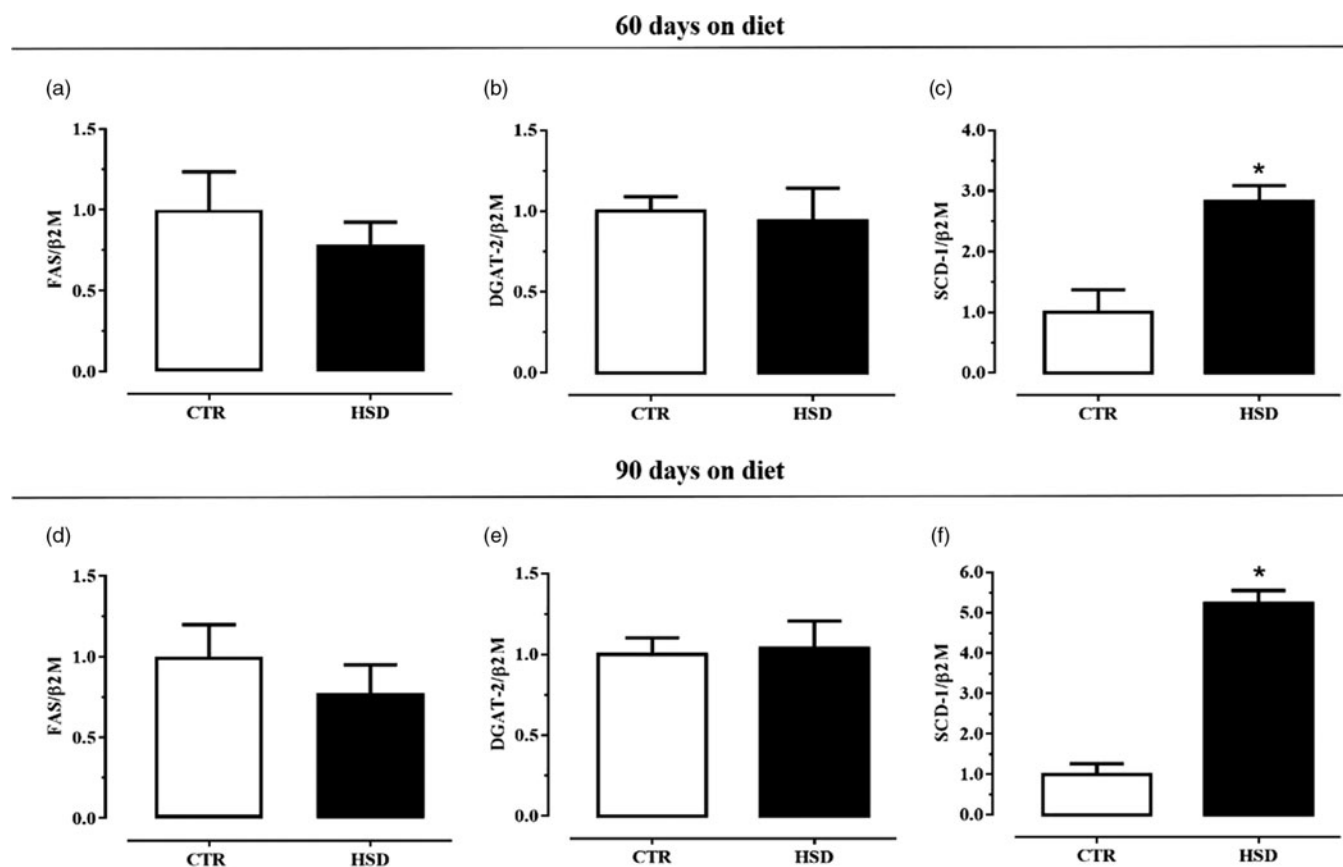 60 days on diet
(a)
FAS/β2M
1.5
1.0
0.5
0.0
CTR
HSD
(b)
DGAT-2/β2M
1.5
1.0
0.5
0.0
CTR
HSD
(c)
SCD-1/β2M
4.0
3.0
2.0
1.0
0.0
*
CTR
HSD
90 days on diet
(d)
FAS/β2M
1.5
1.0
0.5
0.0
CTR
HSD
(e)
DGAT-2/β2M
1.5
1.0
0.5
0.0
CTR
HSD
(f)
SCD-1/β2M
6.0
5.0
4.0
3.0
2.0
1.0
0.0
*
CTR
HSD